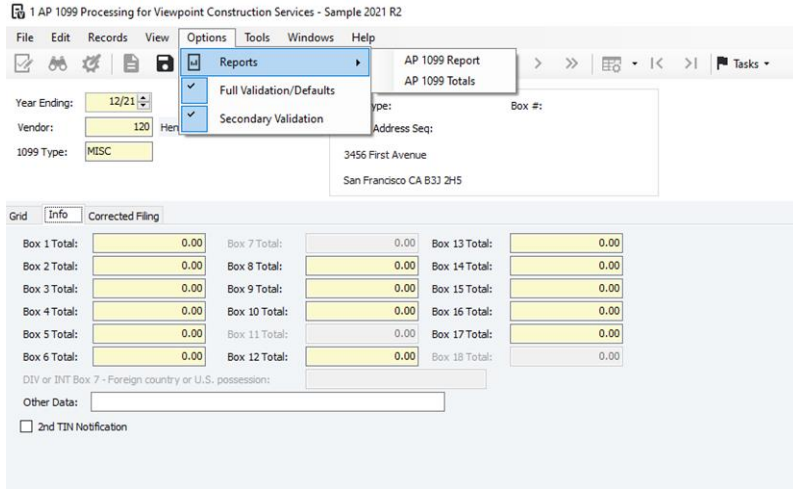 1 AP 1099 Processing for Viewpoint Construction Services - Sample 2021 R2
File Edit Records View Options Tools Windows Help
Reports
AP 1099 Report
AP 1099 Totals
Full Validation/Defaults
Secondary Validation
Tasks
Year Ending: 12/21
Vendor: 120 Hen
1099 Type: MISC
ype: Box #:
Address Seq:
3456 First Avenue
San Francisco CA B3J 2H5
Grid Info Corrected Filing
Box 1 Total: 0.00 Box 7 Total: 0.00 Box 13 Total: 0.00
Box 2 Total: 0.00 Box 8 Total: 0.00 Box 14 Total: 0.00
Box 3 Total: 0.00 Box 9 Total: 0.00 Box 15 Total: 0.00
Box 4 Total: 0.00 Box 10 Total: 0.00 Box 16 Total: 0.00
Box 5 Total: 0.00 Box 11 Total: 0.00 Box 17 Total: 0.00
Box 6 Total: 0.00 Box 12 Total: 0.00 Box 18 Total: 0.00
DIV or INT Box 7 - Foreign country or U.S. possession:
Other Data:
2nd TIN Notification